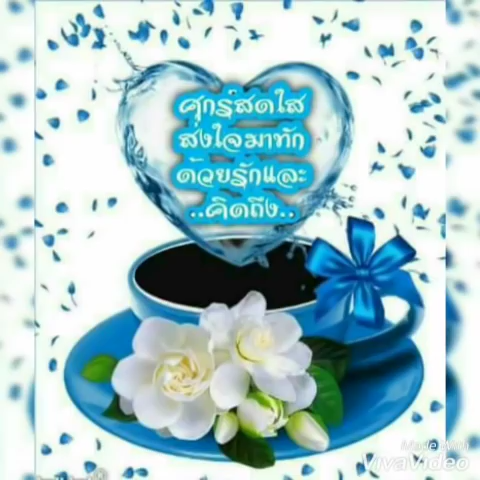 ศุกร์สดใส
ส่งใจมาทัก
ด้วยรักและ
..คิดถึง..
Made With
VivaVideo